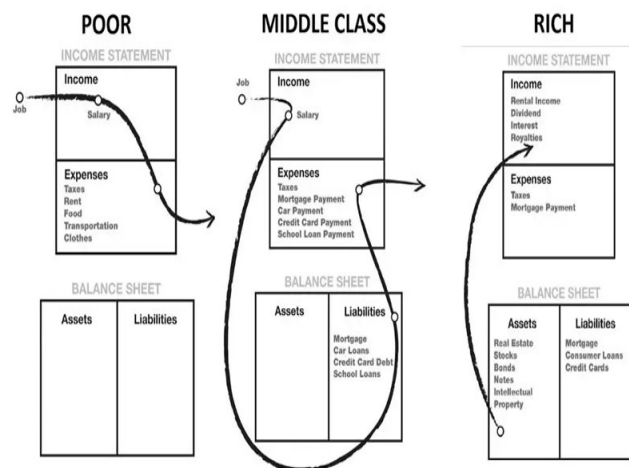 POOR
INCOME STATEMENT
Income
Job
Salary
Expenses
Taxes
Rent
Food
Transportation
Clothes
BALANCE SHEET
Assets
Liabilities
MIDDLE CLASS
INCOME STATEMENT
Income
Job
Salary
Expenses
Taxes
Mortgage Payment
Car Payment
Credit Card Payment
School Loan Payment
BALANCE SHEET
Assets
Liabilities
Mortgage
Car Loans
Credit Card Debt
School Loans
RICH
INCOME STATEMENT
Income
Rental Income
Dividend
Interest
Royalties
Expenses
Taxes
Mortgage Payment
BALANCE SHEET
Assets
Real Estate
Stocks
Bonds
Notes
Intellectual
Property
Liabilities
Mortgage
Consumer Loans
Credit Cards